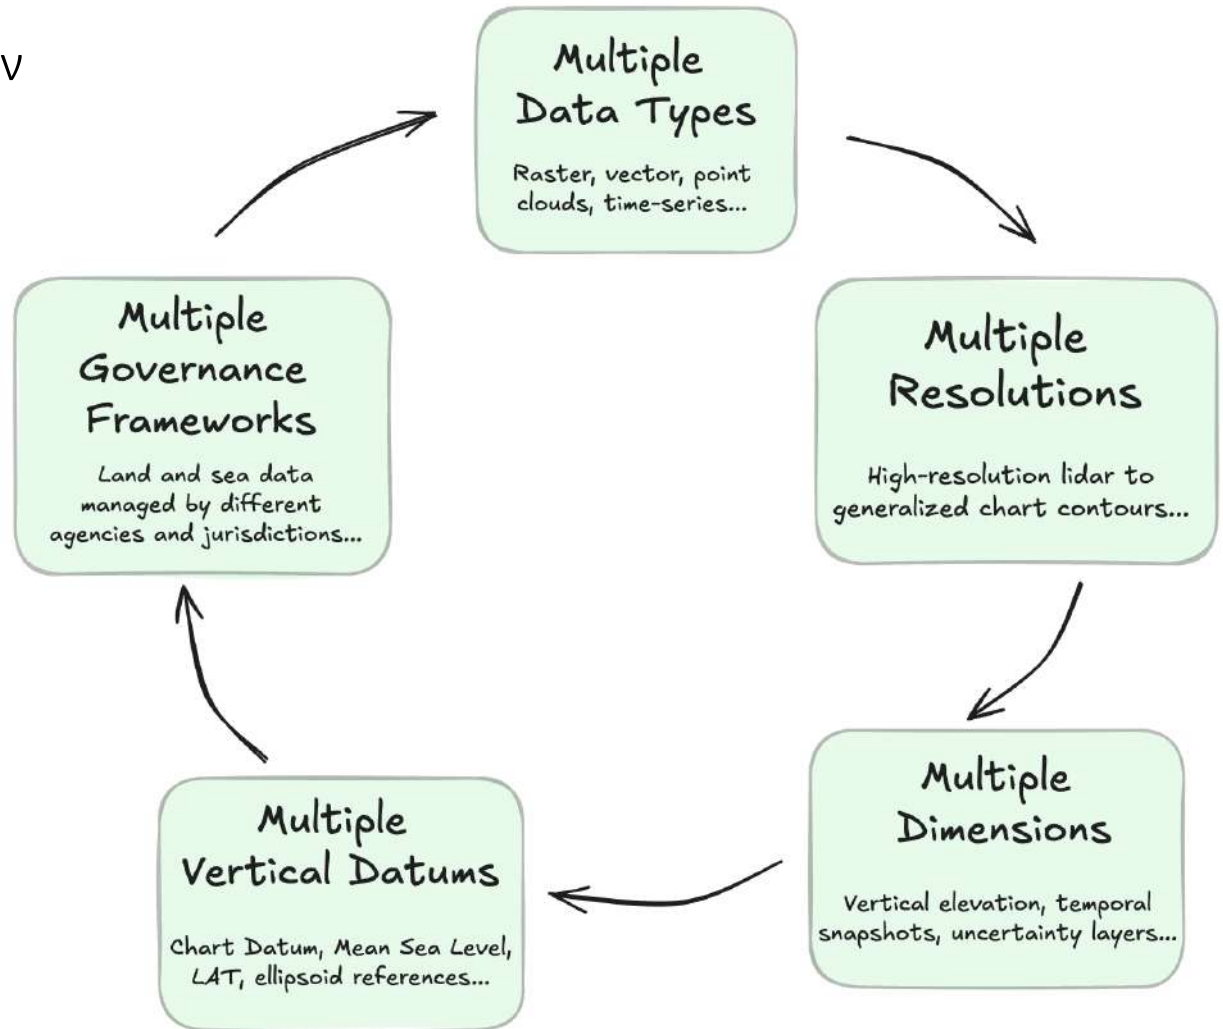 ν
Multiple
Data Types
Raster, vector, point
clouds, time-series...
Multiple
Resolutions
High-resolution lidar to
generalized chart contours...
Multiple
Dimensions
Vertical elevation, temporal
snapshots, uncertainty layers...
Multiple
Vertical Datums
Chart Datum, Mean Sea Level,
LAT, ellipsoid references...
Multiple
Governance
Frameworks
Land and sea data
managed by different
agencies and jurisdictions...